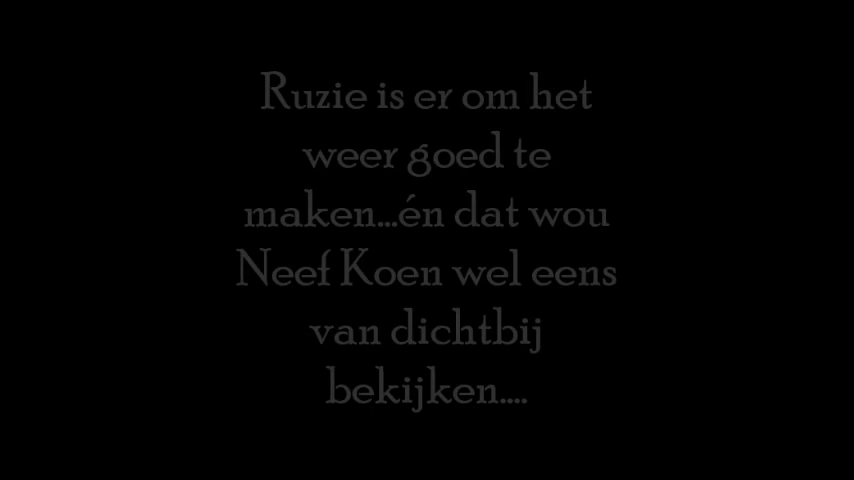 Ruzie is er om het
weer goed te
maken...én dat wou
Neef Koen wel eens
van dichtbij
bekijken....